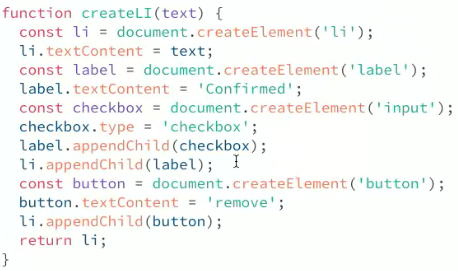 function createLI(text) {
  const li = document.createElement('li');
  li.textContent = text;
  const label = document.createElement('label');
  label.textContent = 'Confirmed';
  const checkbox = document.createElement('input');
  checkbox.type = 'checkbox';
  label.appendChild(checkbox);
  li.appendChild(label);
  const button = document.createElement('button');
  button.textContent = 'remove';
  li.appendChild(button);
  return li;
}